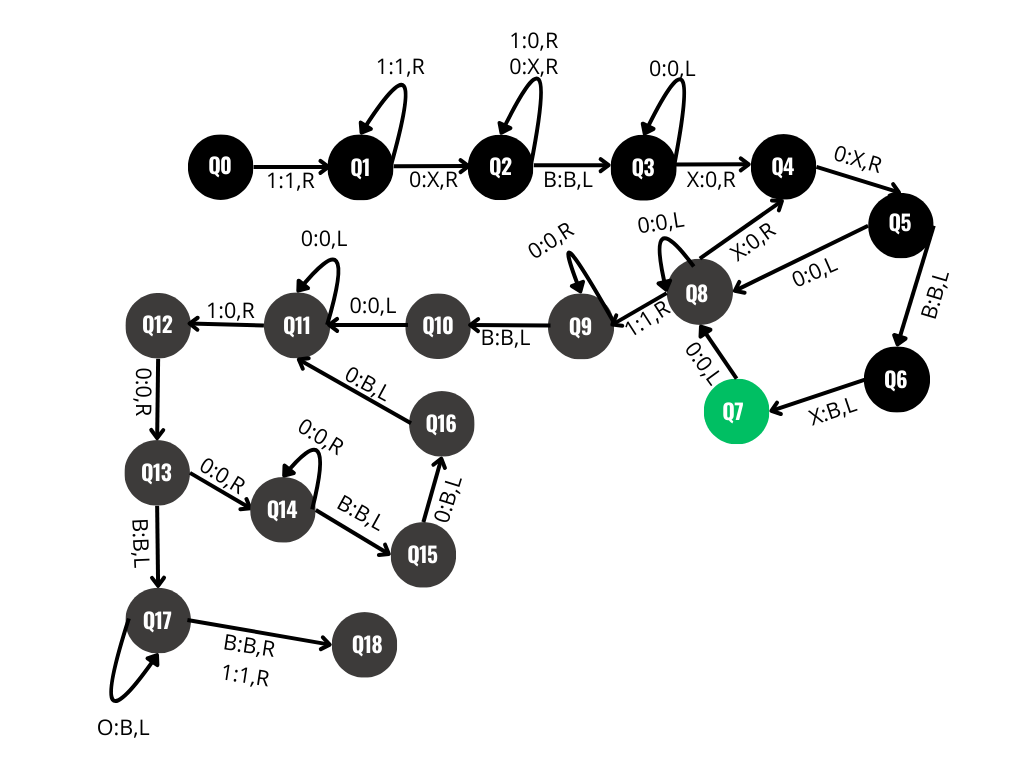 1:0,R
0:X,R
1:1,R
0:0,L
Q0
Q1
Q2
Q3
Q4
1:1,R
0:X,R
B:B,L
X:0,R
0:X,R
Q5
0:0,L
0:0,R
0:0,L
X:0,R
0:0,L
B:B,L
Q12
1:0,R
Q11
0:0,L
Q10
B:B,L
Q9
1:1,R
Q8
0:0,L
Q6
X:B,L
Q7
0:0,R
0:B,L
Q16
0:0,R
Q13
0:0,R
Q14
B:B,L
0:B,L
Q15
B:B,L
Q17
B:B,R
1:1,R
Q18
O:B,L